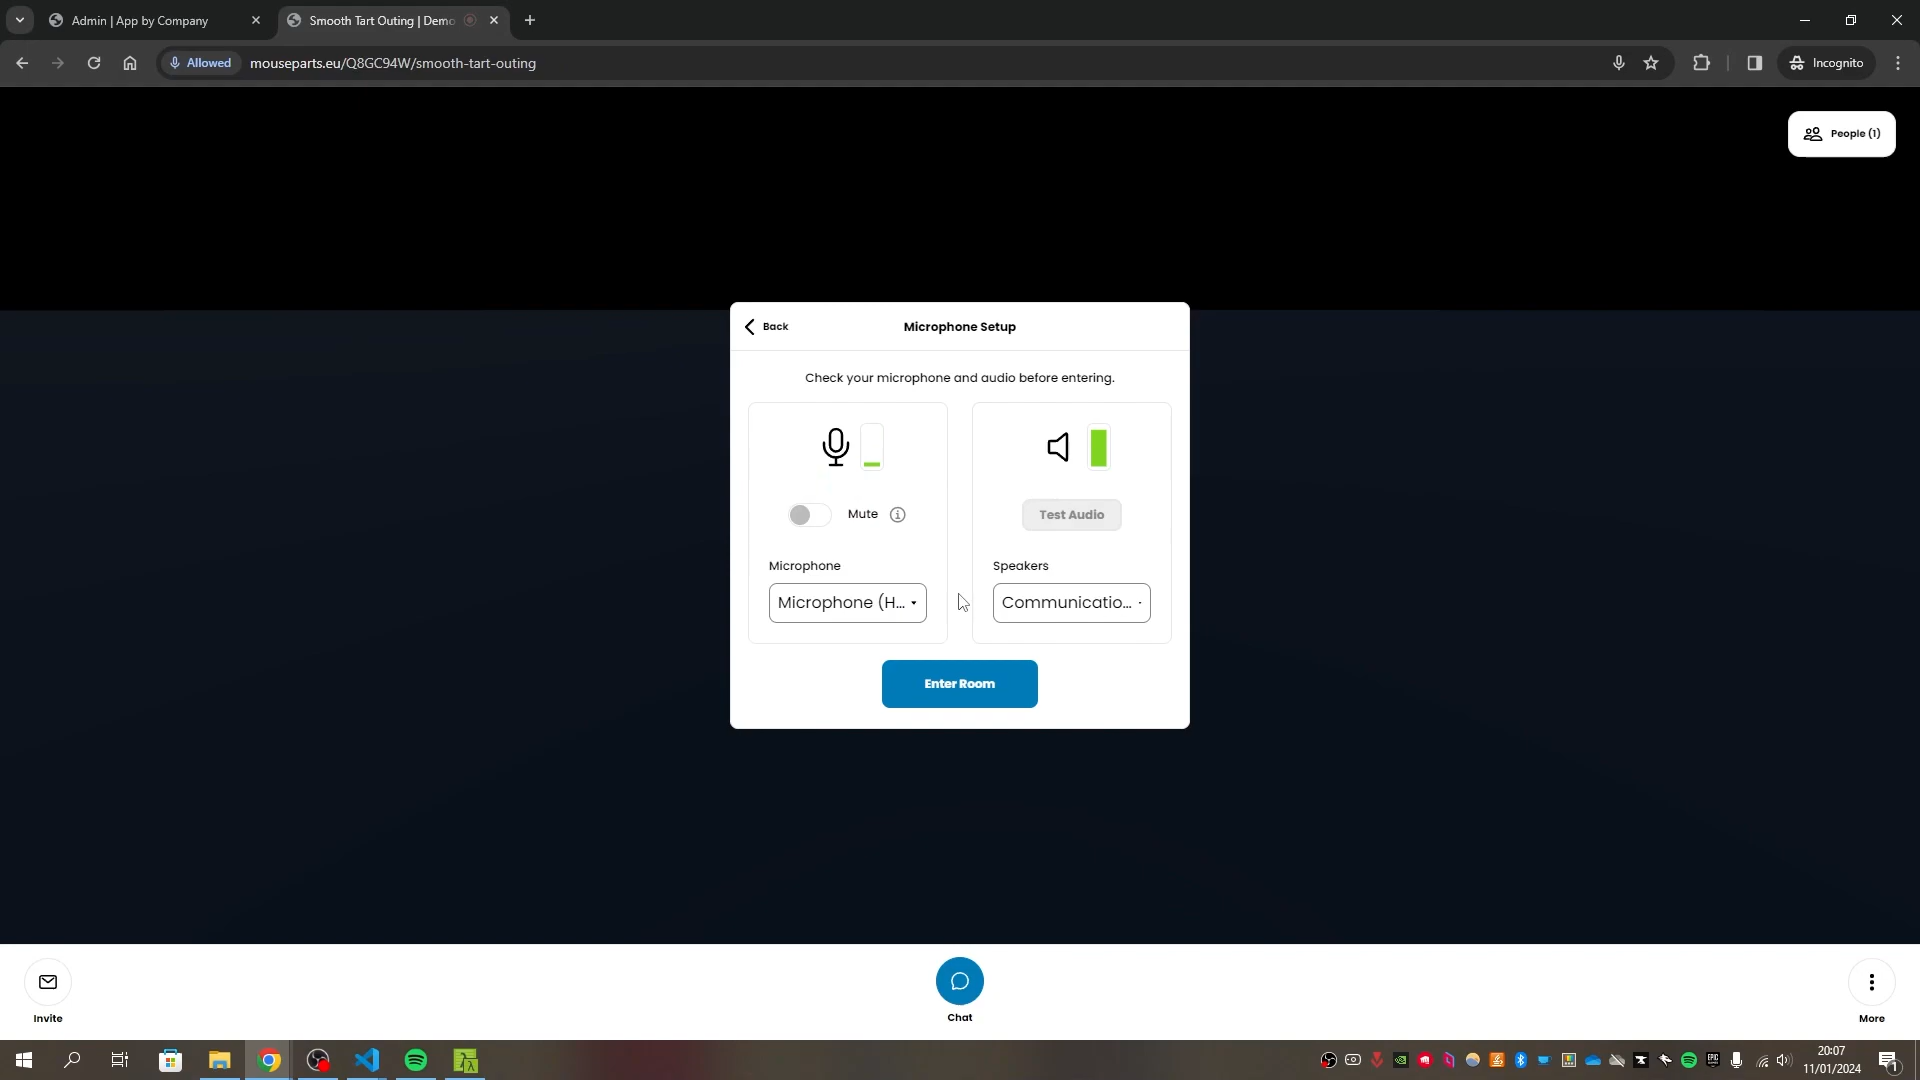 Admin | App by Company
Smooth Tart Outing | Demo
Allowed
mouseparts.eu/Q8GC94W/smooth-tart-outing
Incognito
People (1)
Back
Microphone Setup
Check your microphone and audio before entering.
Mute
Test Audio
Microphone
Speakers
Microphone (H...
Communicatio...
Enter Room
Invite
Chat
More
20:07
11/01/2024
1